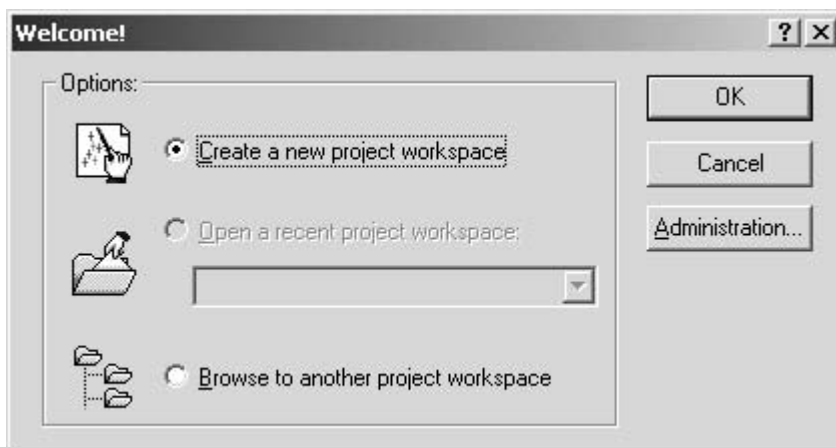 Welcome!
Options:
Create a new project workspace
Open a recent project workspace:
Browse to another project workspace
OK
Cancel
Administration...